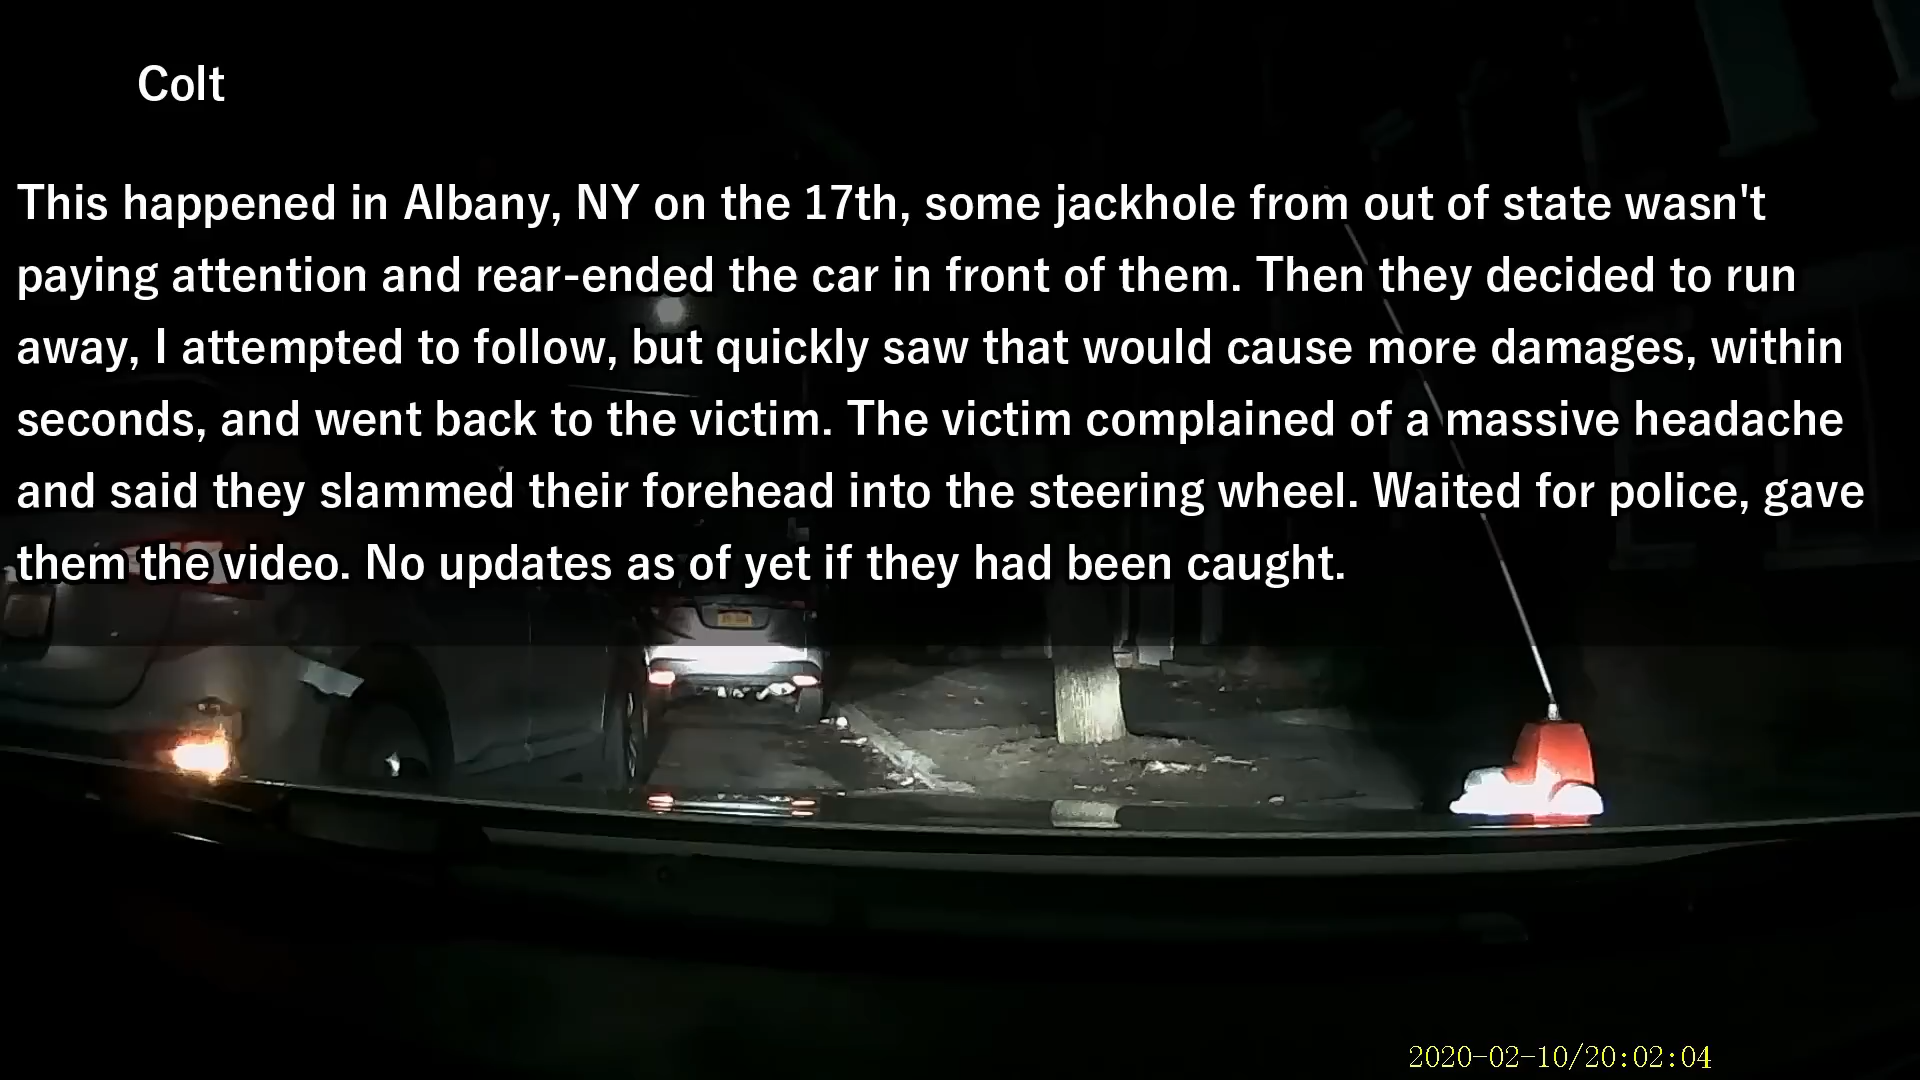 Colt
This happened in Albany, NY on the 17th, some jackhole from out of state wasn't
paying attention and rear-ended the car in front of them. Then they decided to run
away, I attempted to follow, but quickly saw that would cause more damages, within
seconds, and went back to the victim. The victim complained of a massive headache
and said they slammed their forehead into the steering wheel. Waited for police, gave
them the video. No updates as of yet if they had been caught.
2020-02-10/20:02:04